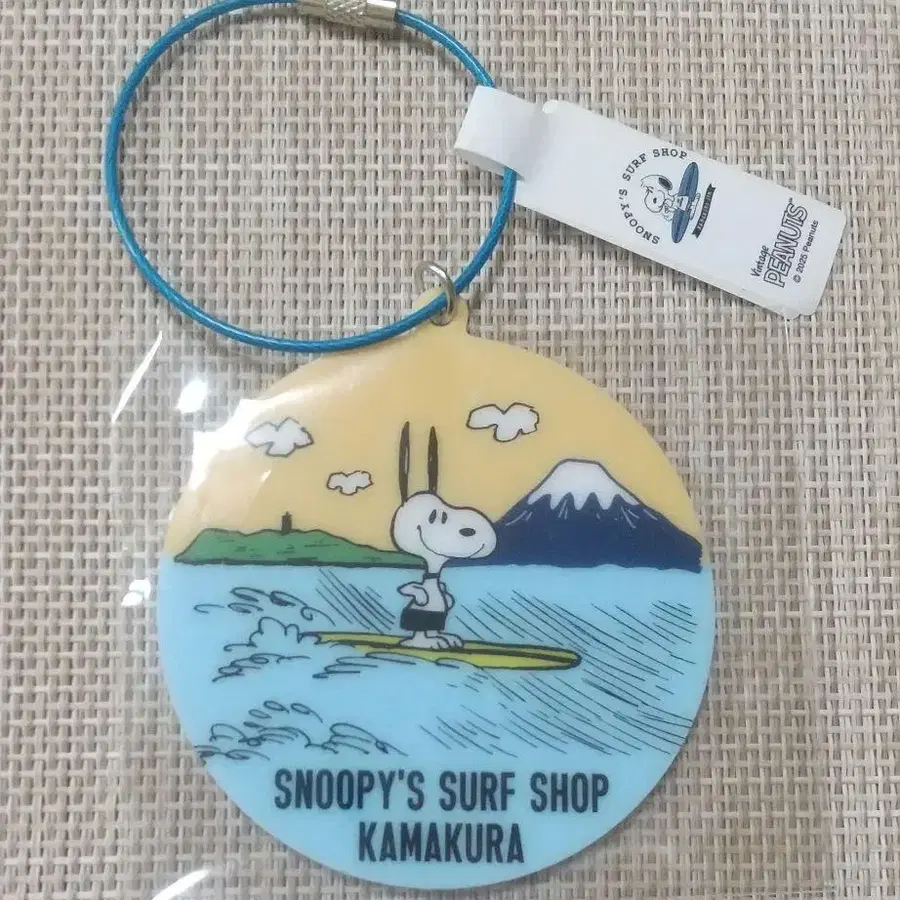 SNOOPY'S SURF SHOP
Vintage
PEANUTS
© 2025 Peanuts
SNOOPY'S SURF SHOP
KAMAKURA